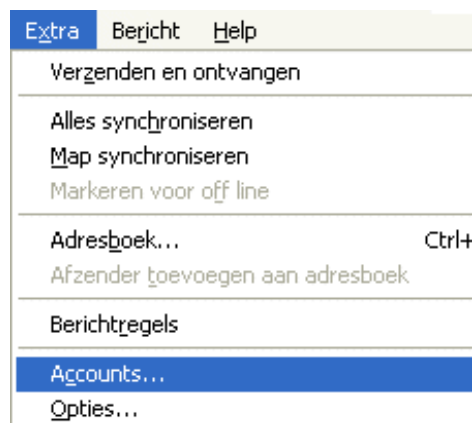 Extra Bericht Help
Verzenden en ontvangen
Alles synchroniseren
Map synchroniseren
Markeren voor off line
Adresboek... Ctrl+
Afzender toevoegen aan adresboek
Berichtregels
Accounts...
Opties...